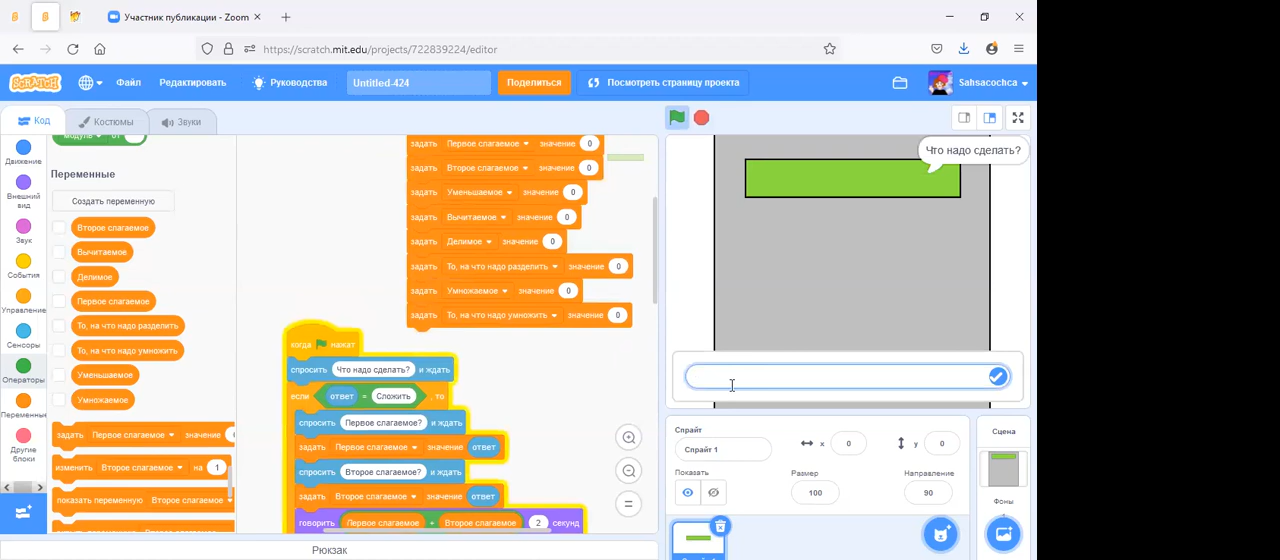 Участник публикации - Zoom
https://scratch.mit.edu/projects/722839224/editor
SCRATCH
Файл
Редактировать
Руководства
Untitled-424
Поделиться
Посмотреть страницу проекта
Sahsacochca
Код
Костюмы
Звуки
Движение
Внешний вид
Звук
События
Управление
Сенсоры
Операторы
Переменные
Другие блоки
модуль от
Переменные
Создать переменную
Второе слагаемое
Вычитаемое
Делимое
Первое слагаемое
То, на что надо разделить
То, на что надо умножить
Уменьшаемое
Умножаемое
задать Первое слагаемое значение
изменить Второе слагаемое на 1
показать переменную Второе слагаемое
задать Первое слагаемое значение 0
задать Второе слагаемое значение 0
задать Уменьшаемое значение 0
задать Вычитаемое значение 0
задать Делимое значение 0
задать То, на что надо разделить значение 0
задать Умножаемое значение 0
задать То, на что надо умножить значение 0
когда нажат
спросить Что надо сделать? и ждать
если ответ = Сложить , то
спросить Первое слагаемое? и ждать
задать Первое слагаемое значение ответ
спросить Второе слагаемое? и ждать
задать Второе слагаемое значение ответ
говорить Первое слагаемое + Второе слагаемое 2 секунд
Рюкзак
Что надо сделать?
Спрайт
Спрайт 1
x 0
y 0
Показать
Размер
100
Направление
90
Сцена
Фоны